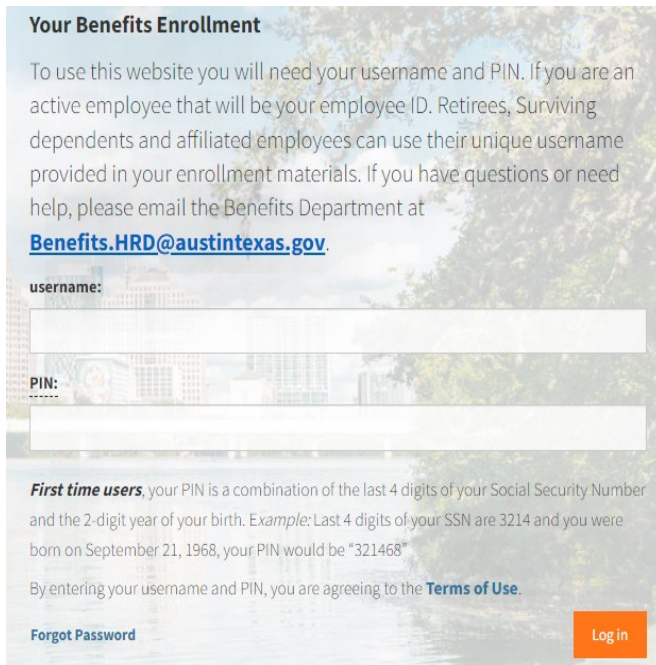 Your Benefits Enrollment
To use this website you will need your username and PIN. If you are an
active employee that will be your employee ID. Retirees, Surviving
dependents and affiliated employees can use their unique username
provided in your enrollment materials. If you have questions or need
help, please email the Benefits Department at
Benefits.HRD@austintexas.gov.
username:
PIN:
First time users, your PIN is a combination of the last 4 digits of your Social Security Number
and the 2-digit year of your birth. Example: Last 4 digits of your SSN are 3214 and you were
born on September 21, 1968, your PIN would be “321468”
By entering your username and PIN, you are agreeing to the Terms of Use.
Forgot Password
Log in